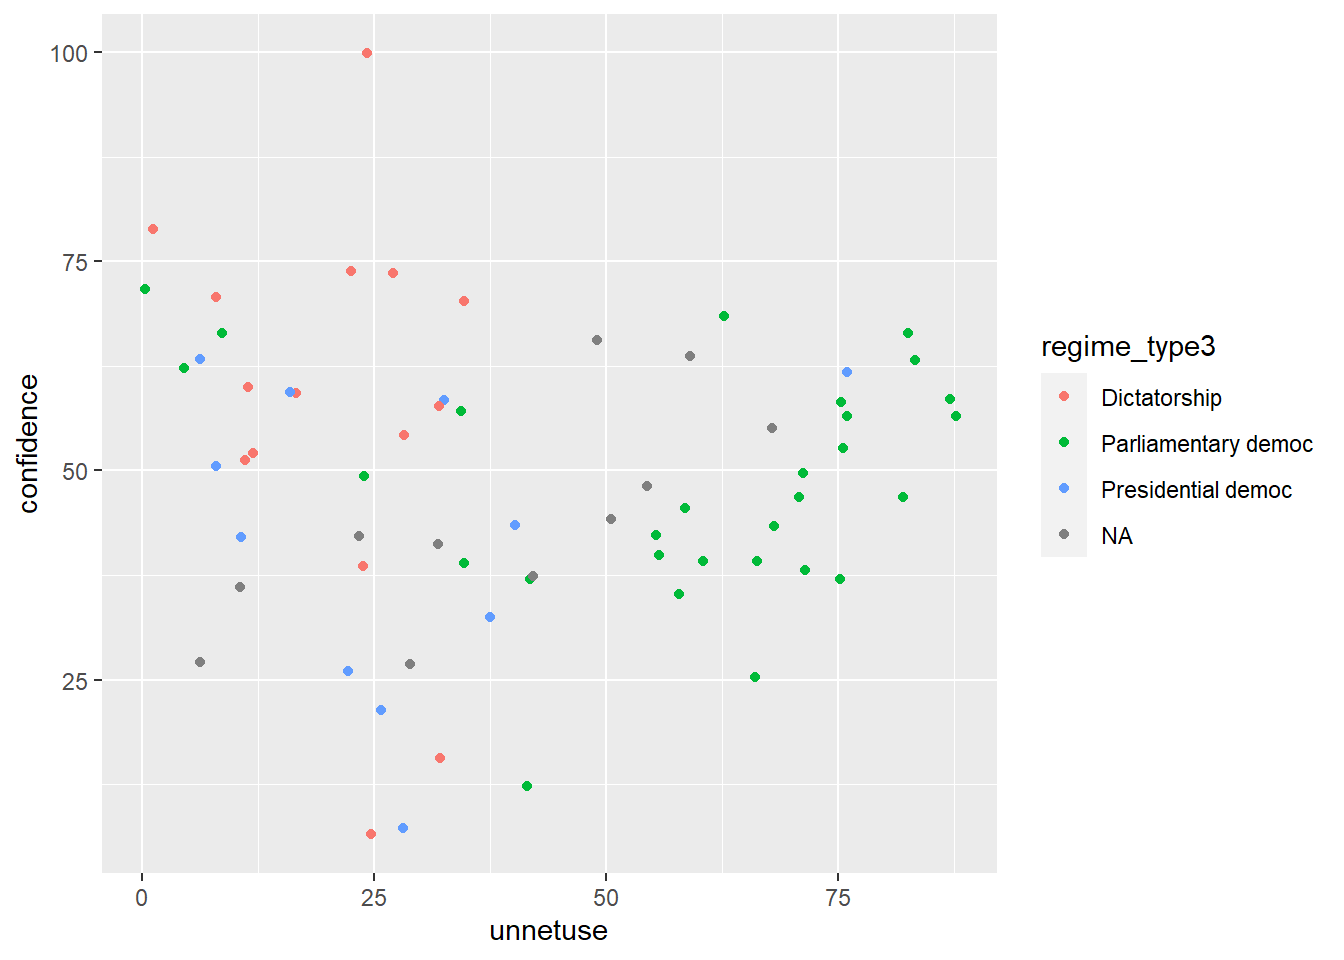 100
75
50
25
confidence
0 25 50 75
unnetuse
regime_type3
Dictatorship
Parliamentary democ
Presidential democ
NA